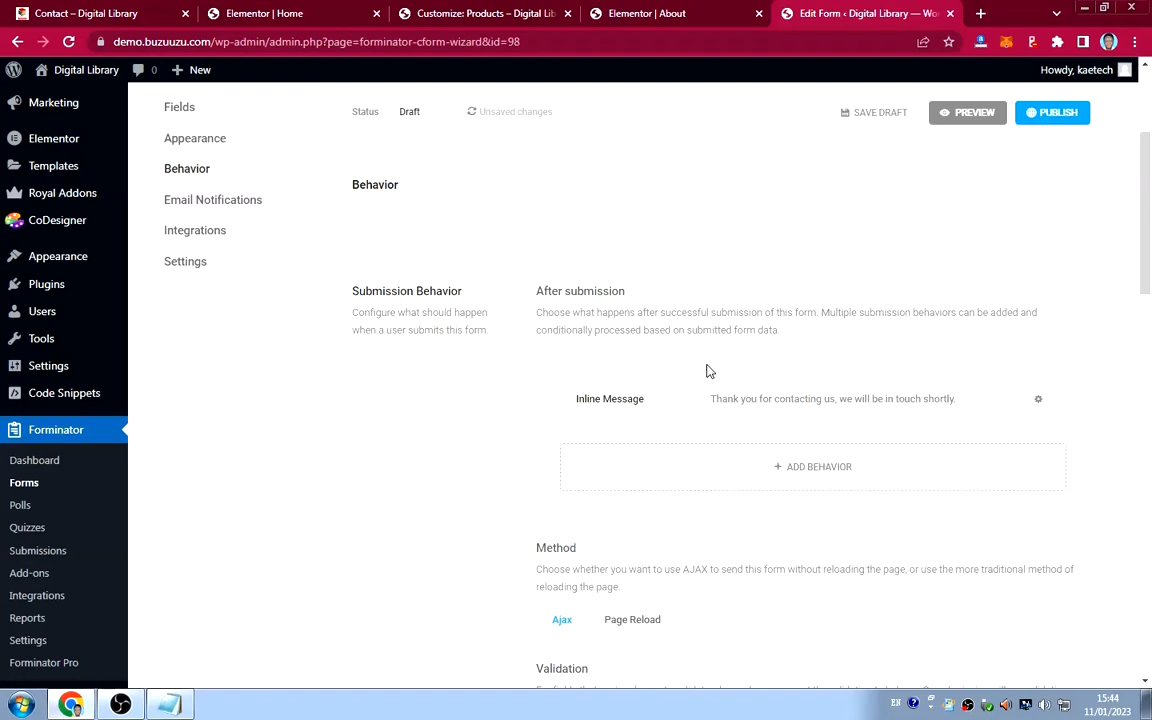 Contact – Digital Library
Elementor | Home
Customize: Products – Digital Lib
Elementor | About
Edit Form ‹ Digital Library — Wo
demo.buzuuzu.com/wp-admin/admin.php?page=forminator-cform-wizard&id=98
Digital Library
0
New
Howdy, kaetech
Marketing
Elementor
Templates
Royal Addons
CoDesigner
Appearance
Plugins
Users
Tools
Settings
Code Snippets
Forminator
Dashboard
Forms
Polls
Quizzes
Submissions
Add-ons
Integrations
Reports
Settings
Forminator Pro
Fields
Appearance
Behavior
Email Notifications
Integrations
Settings
Status
Draft
Unsaved changes
SAVE DRAFT
PREVIEW
PUBLISH
Behavior
Submission Behavior
Configure what should happen
when a user submits this form.
After submission
Choose what happens after successful submission of this form. Multiple submission behaviors can be added and
conditionally processed based on submitted form data.
Inline Message
Thank you for contacting us, we will be in touch shortly.
+ ADD BEHAVIOR
Method
Choose whether you want to use AJAX to send this form without reloading the page, or use the more traditional method of
reloading the page.
Ajax
Page Reload
Validation
EN
15:44
11/01/2023